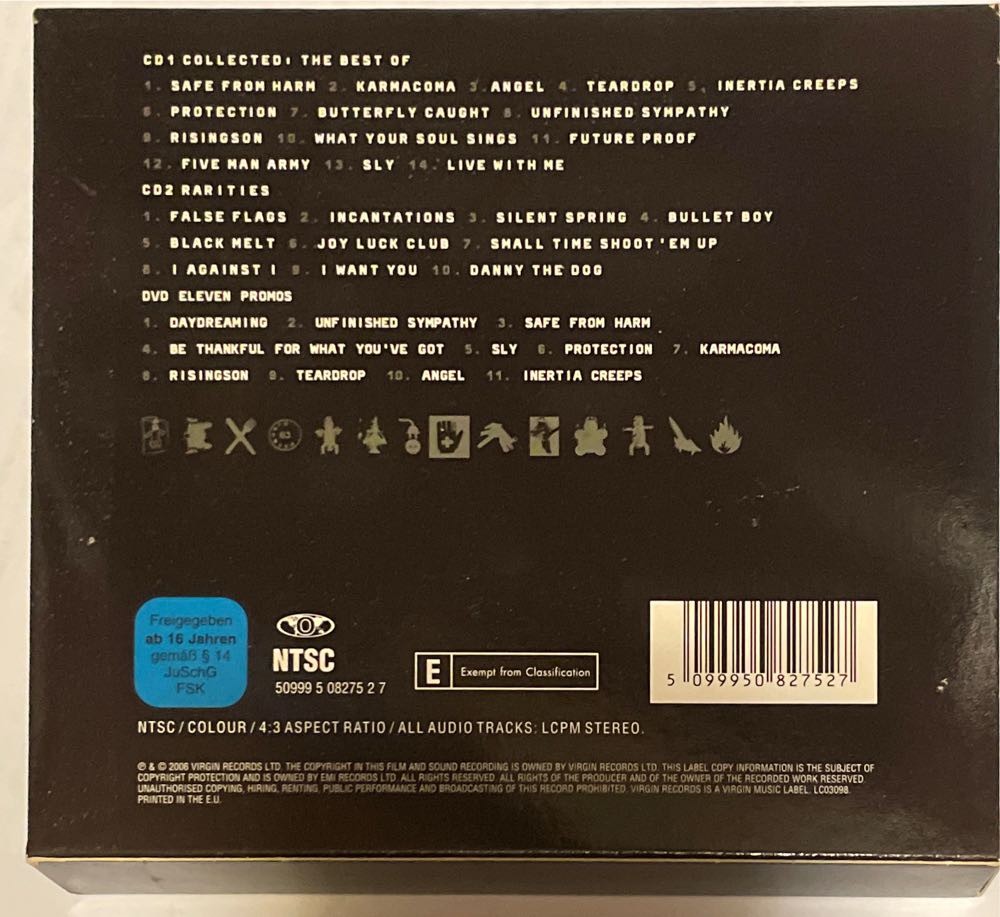 CD1 COLLECTED: THE BEST OF
1. SAFE FROM HARM 2. KARMACOMA 3. ANGEL 4. TEARDROP 5. INERTIA CREEPS
6. PROTECTION 7. BUTTERFLY CAUGHT 8. UNFINISHED SYMPATHY
9. RISINGSON 10. WHAT YOUR SOUL SINGS 11. FUTURE PROOF
12. FIVE MAN ARMY 13. SLY 14. LIVE WITH ME
CD2 RARITIES
1. FALSE FLAGS 2. INCANTATIONS 3. SILENT SPRING 4. BULLET BOY
5. BLACK MELT 6. JOY LUCK CLUB 7. SMALL TIME SHOOT 'EM UP
8. I AGAINST I 9. I WANT YOU 10. DANNY THE DOG
DVD ELEVEN PROMOS
1. DAYDREAMING 2. UNFINISHED SYMPATHY 3. SAFE FROM HARM
4. BE THANKFUL FOR WHAT YOU'VE GOT 5. SLY 6. PROTECTION 7. KARMACOMA
8. RISINGSON 9. TEARDROP 10. ANGEL 11. INERTIA CREEPS
Freigegeben
ab 16 Jahren
gemäß § 14
JuSchG
FSK
0
NTSC
50999 5 08275 2 7
E Exempt from Classification
5 099950 827527
NTSC / COLOUR / 4:3 ASPECT RATIO / ALL AUDIO TRACKS: LCPM STEREO.
℗ & © 2006 VIRGIN RECORDS LTD. THE COPYRIGHT IN THIS FILM AND SOUND RECORDING IS OWNED BY VIRGIN RECORDS LTD. THIS LABEL COPY INFORMATION IS THE SUBJECT OF
COPYRIGHT PROTECTION AND IS OWNED BY EMI RECORDS LTD. ALL RIGHTS RESERVED. ALL RIGHTS OF THE PRODUCER AND OF THE OWNER OF THE RECORDED WORK RESERVED.
UNAUTHORISED COPYING, HIRING, RENTING, PUBLIC PERFORMANCE AND BROADCASTING OF THIS RECORD PROHIBITED. VIRGIN RECORDS IS A VIRGIN MUSIC LABEL. LC03098.
PRINTED IN THE E.U.